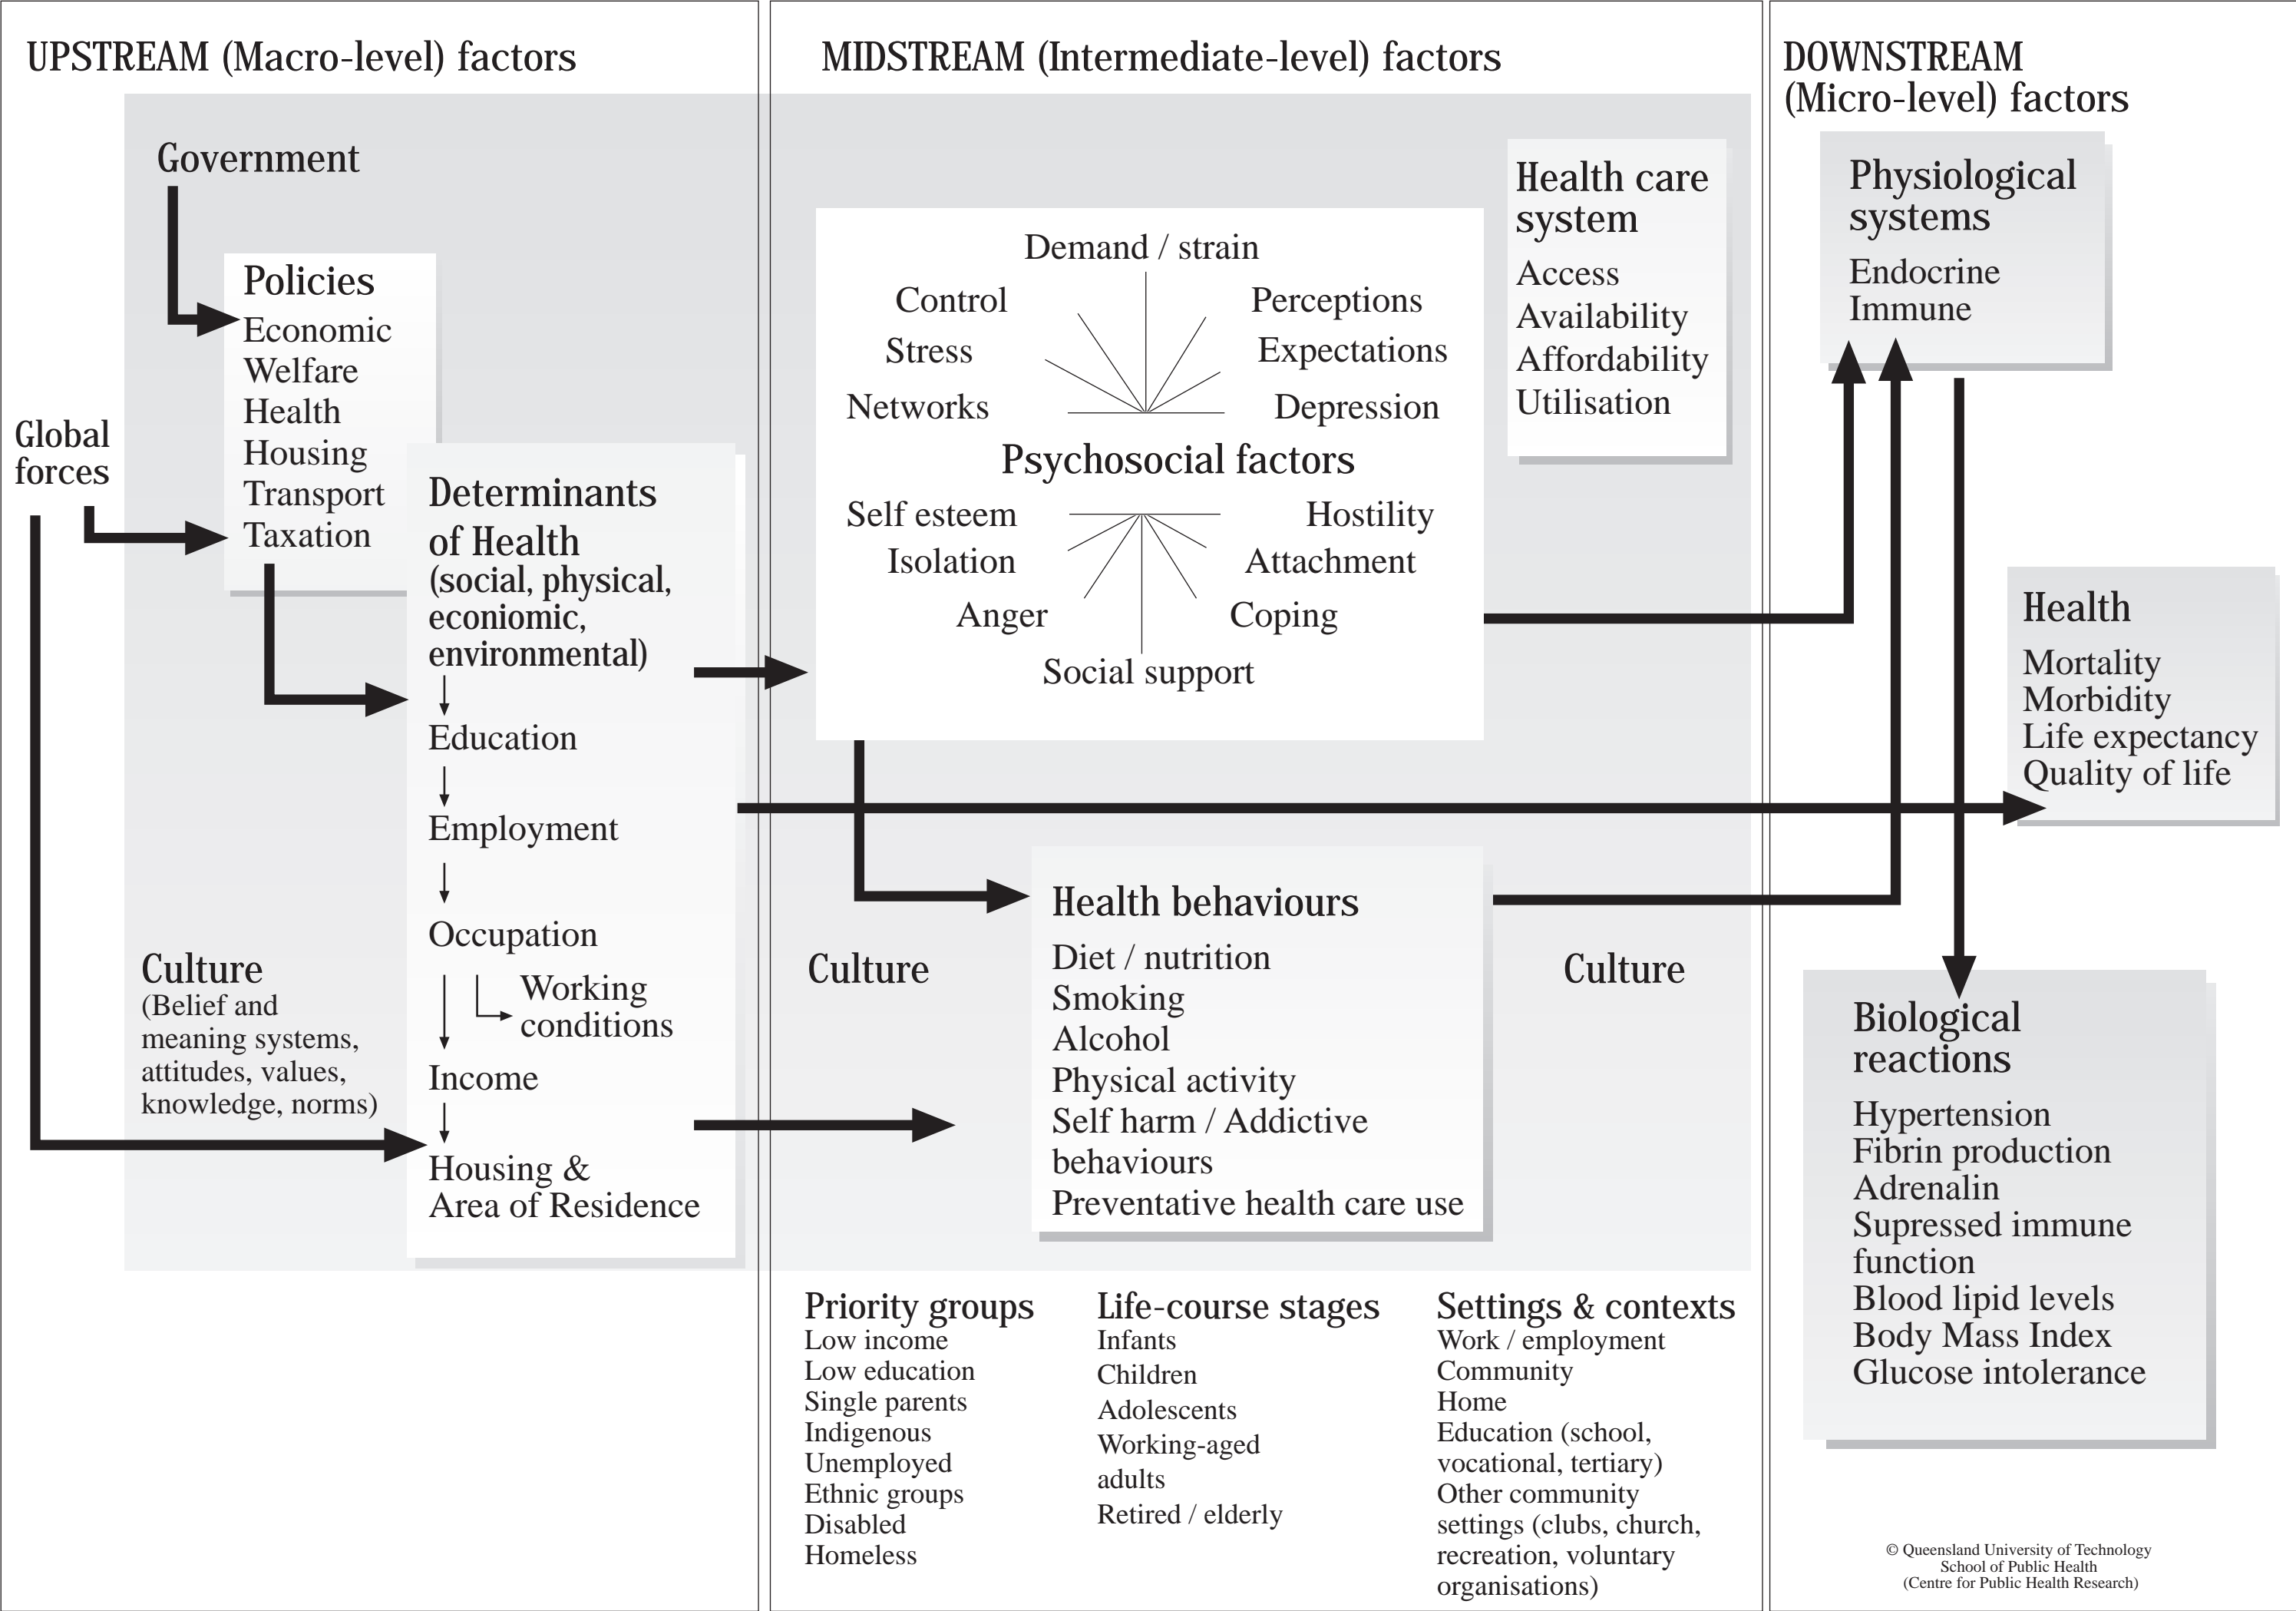 UPSTREAM (Macro-level) factors
Government
Policies
Economic
Welfare
Health
Housing
Transport
Taxation
Global
forces
Determinants
of Health
(social, physical,
econiomic,
environmental)
Education
Employment
Occupation
Working
conditions
Income
Housing &
Area of Residence
Culture
(Belief and
meaning systems,
attitudes, values,
knowledge, norms)
MIDSTREAM (Intermediate-level) factors
Demand / strain
Control
Perceptions
Stress
Expectations
Networks
Depression
Psychosocial factors
Self esteem
Hostility
Isolation
Attachment
Anger
Coping
Social support
Health care
system
Access
Availability
Affordability
Utilisation
Culture
Health behaviours
Diet / nutrition
Smoking
Alcohol
Physical activity
Self harm / Addictive
behaviours
Preventative health care use
Culture
Priority groups
Low income
Low education
Single parents
Indigenous
Unemployed
Ethnic groups
Disabled
Homeless
Life-course stages
Infants
Children
Adolescents
Working-aged
adults
Retired / elderly
Settings & contexts
Work / employment
Community
Home
Education (school,
vocational, tertiary)
Other community
settings (clubs, church,
recreation, voluntary
organisations)
DOWNSTREAM
(Micro-level) factors
Physiological
systems
Endocrine
Immune
Health
Mortality
Morbidity
Life expectancy
Quality of life
Biological
reactions
Hypertension
Fibrin production
Adrenalin
Supressed immune
function
Blood lipid levels
Body Mass Index
Glucose intolerance
© Queensland University of Technology
School of Public Health
(Centre for Public Health Research)